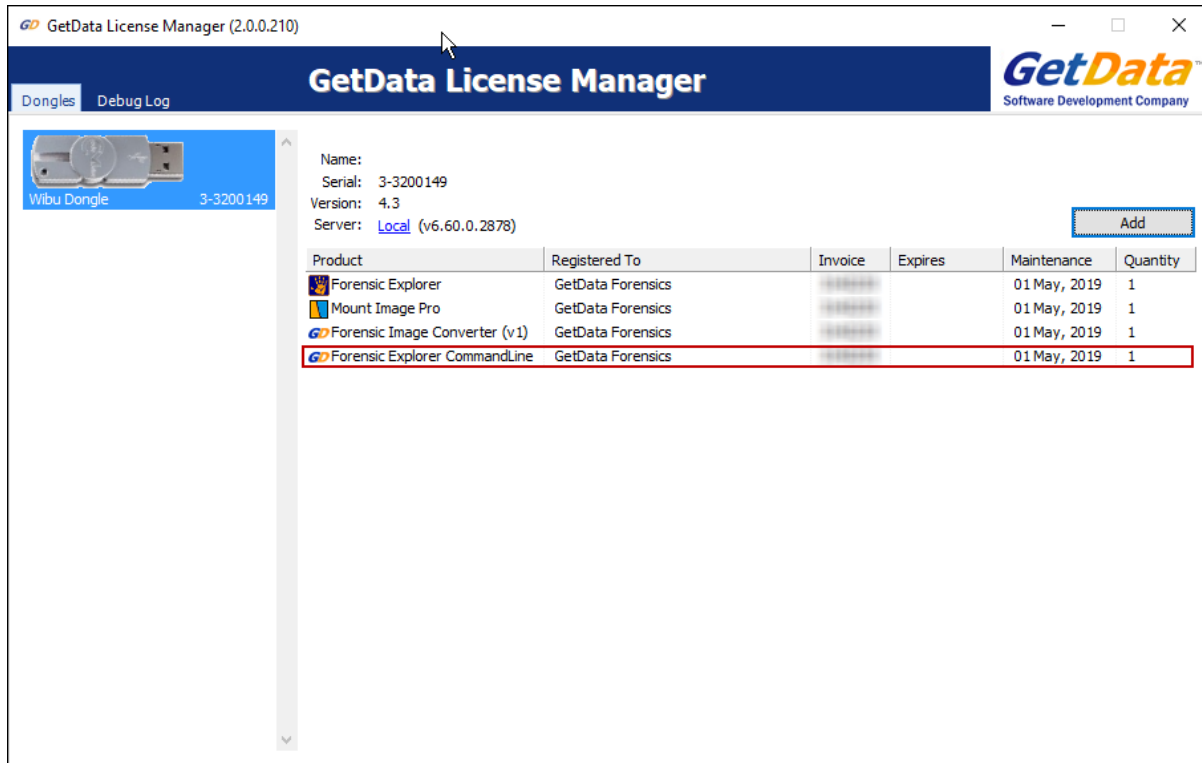 GD GetData License Manager (2.0.0.210)
GetData License Manager
GetData™
Software Development Company
Dongles Debug Log
Wibu Dongle 3-3200149
Name:
Serial: 3-3200149
Version: 4.3
Server: Local (v6.60.0.2878)
Add
Product Registered To Invoice Expires Maintenance Quantity
Forensic Explorer GetData Forensics 01 May, 2019 1
Mount Image Pro GetData Forensics 01 May, 2019 1
GD Forensic Image Converter (v1) GetData Forensics 01 May, 2019 1
GD Forensic Explorer CommandLine GetData Forensics 01 May, 2019 1